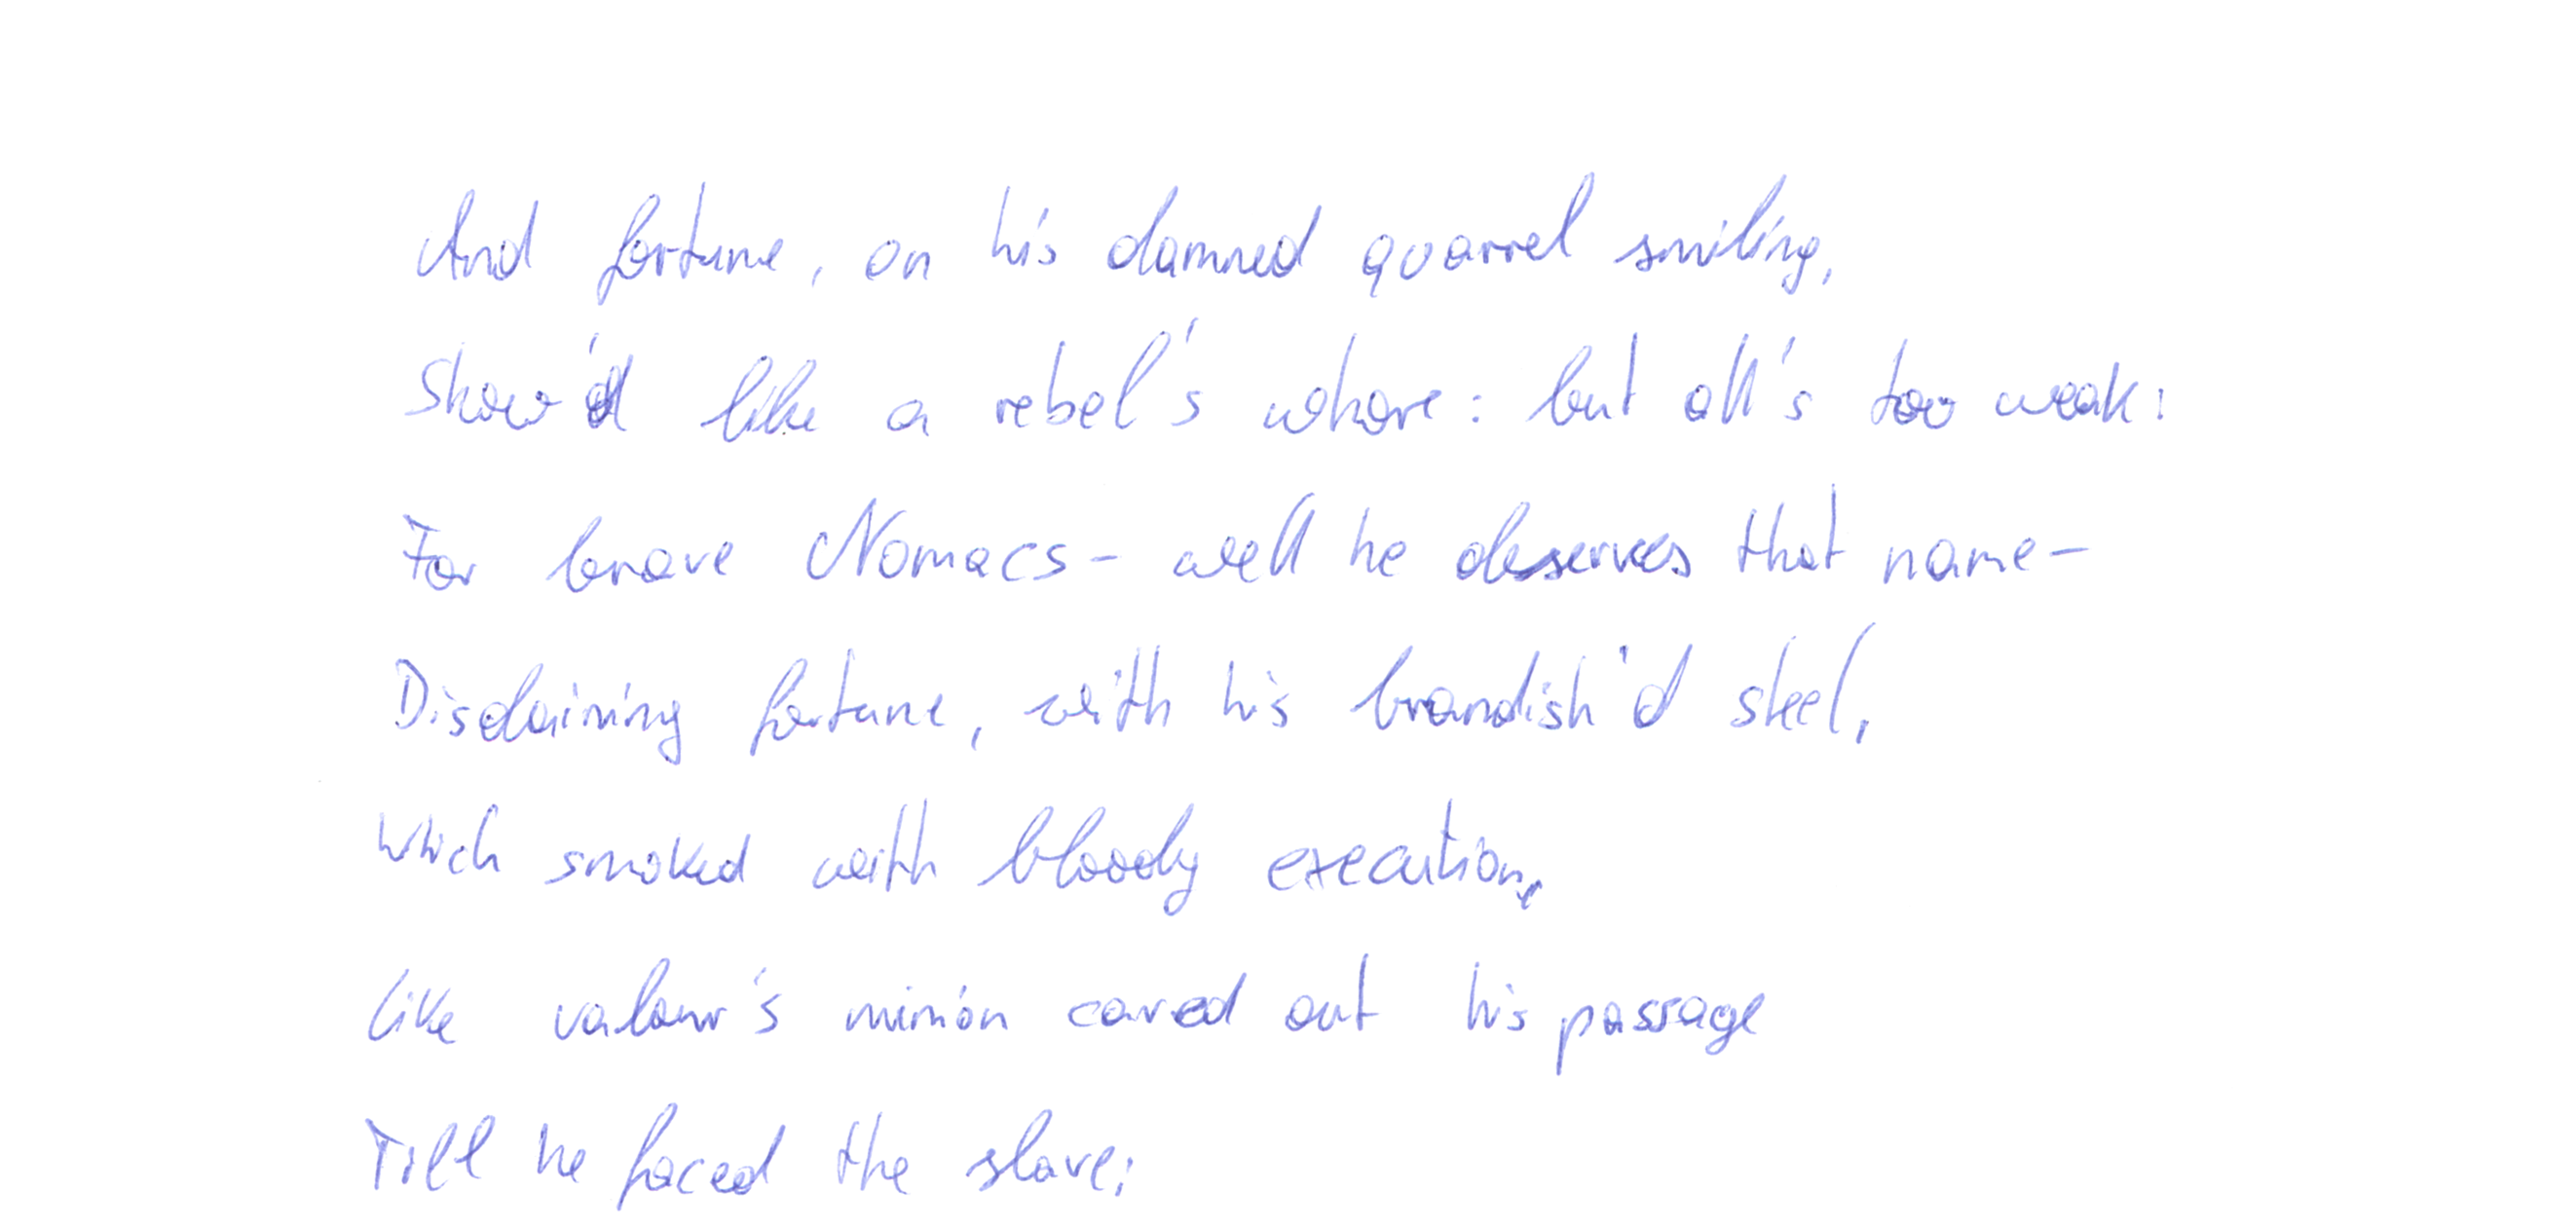 And fortune, on his damned quarrel smiling,
Show'd like a rebel's whore: but all's too weak:
For brave Nomacs - well he deserves that name -
Disdaining fortune, with his brandish'd steel,
Which smoked with bloody execution,
Like valour's minion caved out his passage
Till he faced the slave;